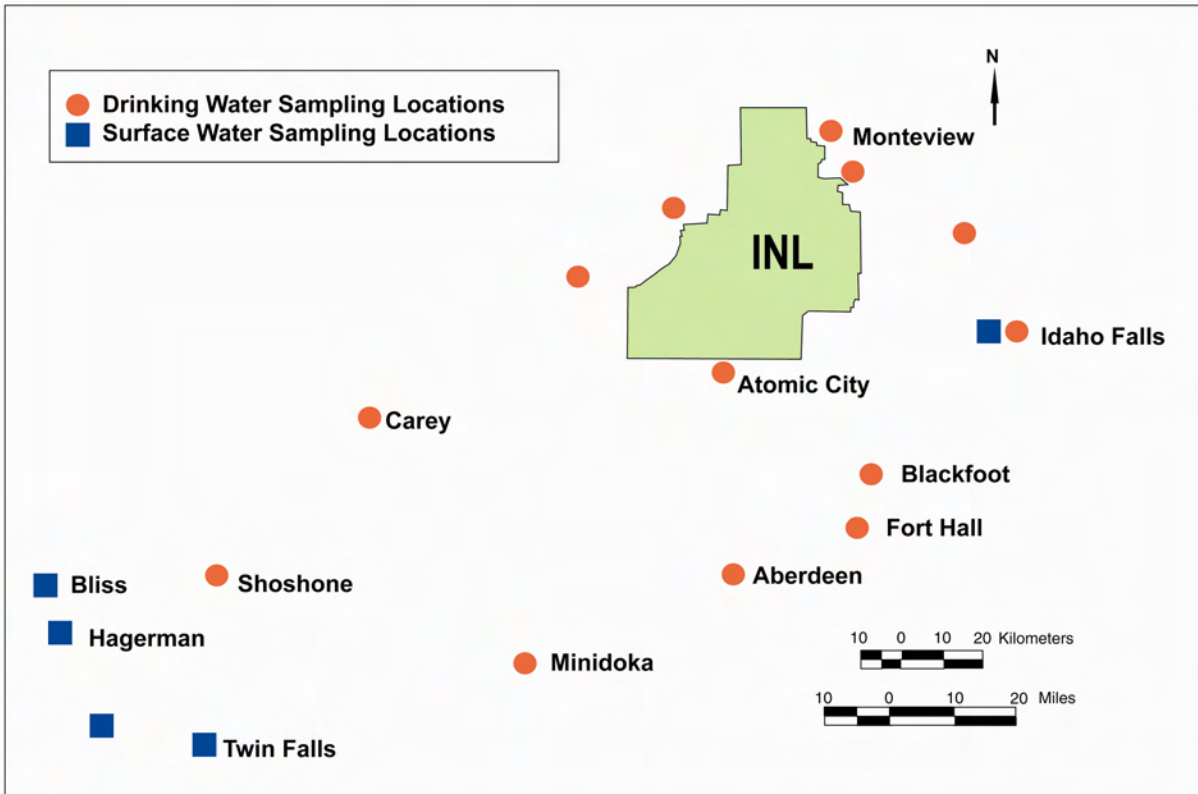 N
Drinking Water Sampling Locations
Surface Water Sampling Locations
Monteview
INL
Idaho Falls
Atomic City
Carey
Blackfoot
Fort Hall
Aberdeen
Bliss
Shoshone
Hagerman
Minidoka
10 0 10 20 Kilometers
10 0 10 20 Miles
Twin Falls